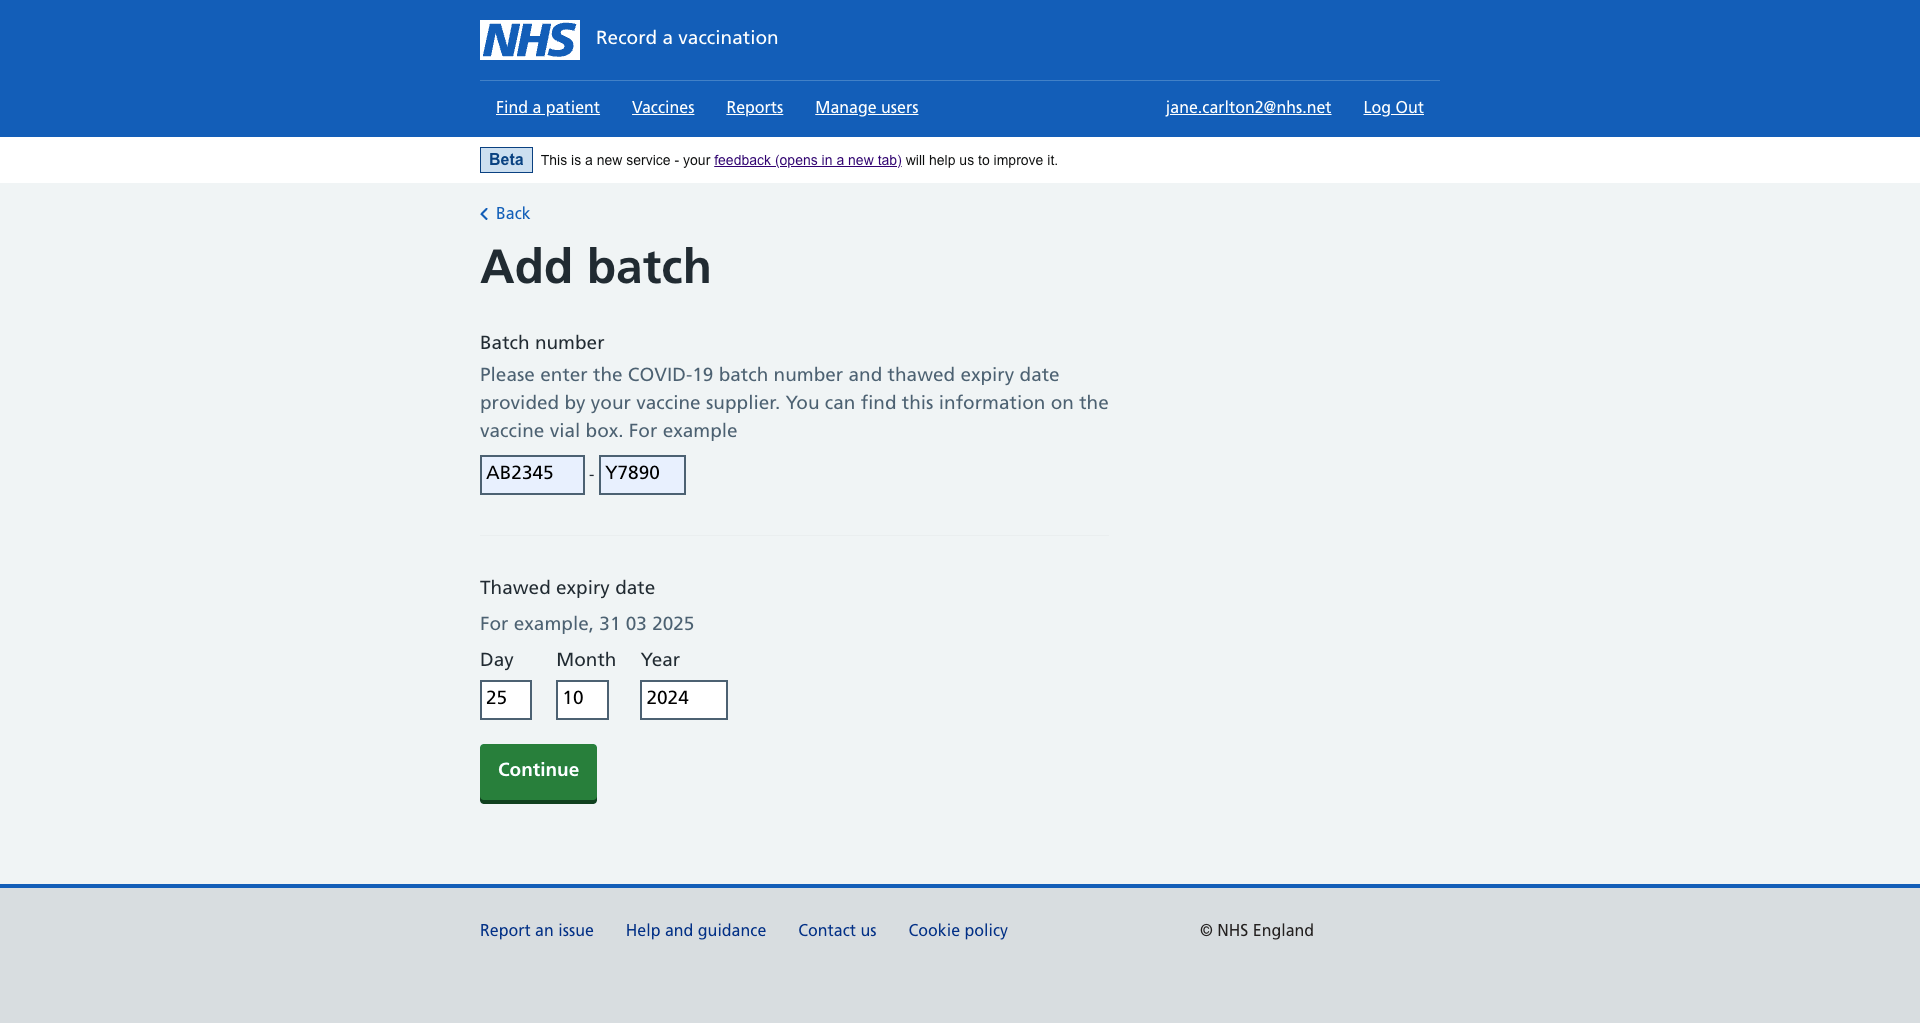 NHS Record a vaccination
Find a patient Vaccines Reports Manage users jane.carlton2@nhs.net Log Out
Beta This is a new service - your feedback (opens in a new tab) will help us to improve it.
Back
Add batch
Batch number
Please enter the COVID-19 batch number and thawed expiry date
provided by your vaccine supplier. You can find this information on the
vaccine vial box. For example
AB2345 - Y7890
Thawed expiry date
For example, 31 03 2025
Day Month Year
25 10 2024
Continue
Report an issue Help and guidance Contact us Cookie policy © NHS England